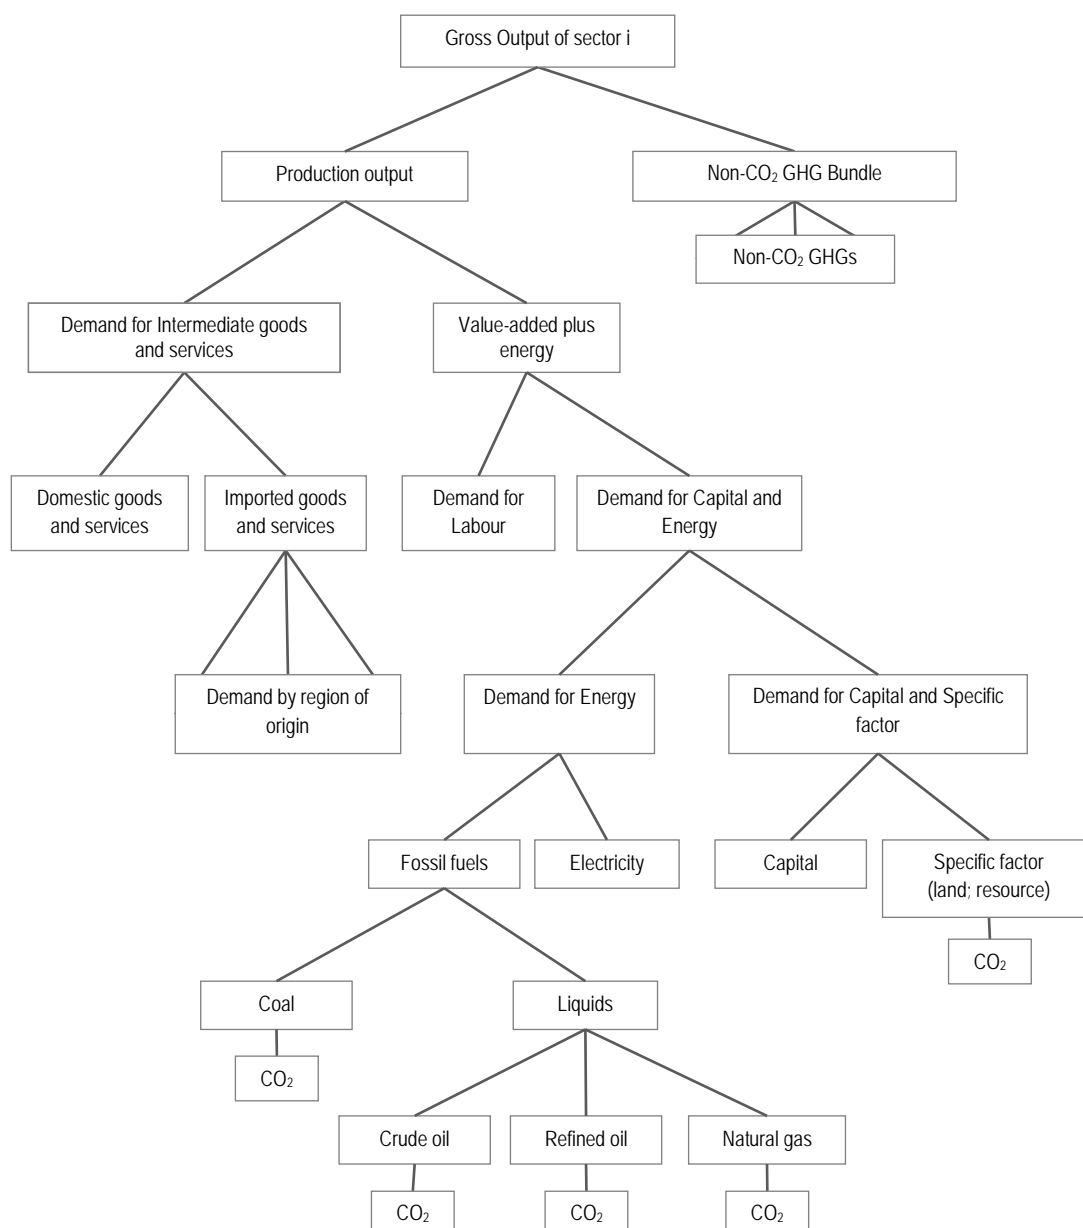 Gross Output of sector i
Production output
Non-CO₂ GHG Bundle
Non-CO₂ GHGs
Demand for Intermediate goods
and services
Value-added plus
energy
Domestic goods
and services
Imported goods
and services
Demand for
Labour
Demand for Capital and
Energy
Demand by region of
origin
Demand for Energy
Demand for Capital and Specific
factor
Fossil fuels
Electricity
Capital
Specific factor
(land; resource)
CO₂
Coal
Liquids
CO₂
Crude oil
Refined oil
Natural gas
CO₂
CO₂
CO₂